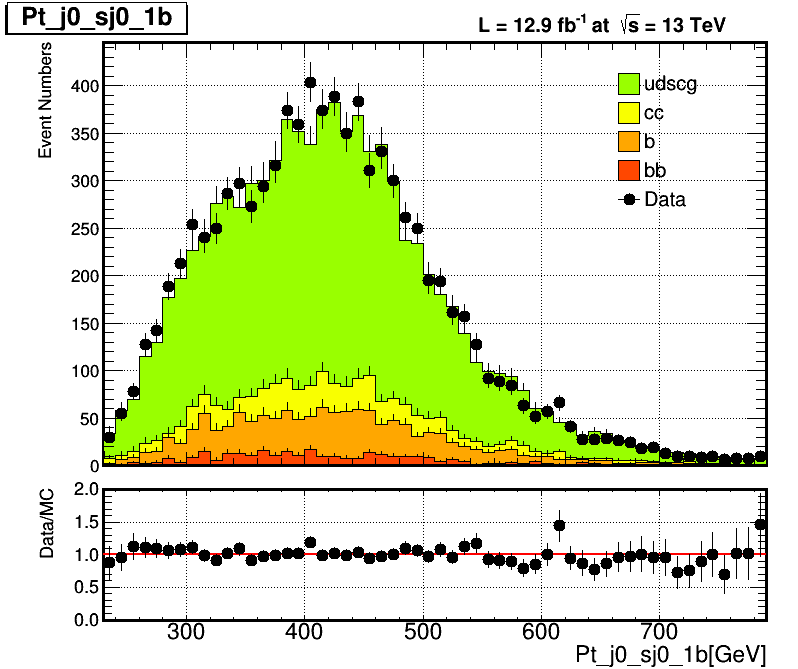 Pt_j0_sj0_1b
L = 12.9 fb⁻¹ at √s = 13 TeV
Event Numbers
400
350
300
250
200
150
100
50
0
udscg
cc
b
bb
Data
Data/MC
2.0
1.5
1.0
0.5
0.0
300 400 500 600 700
Pt_j0_sj0_1b[GeV]